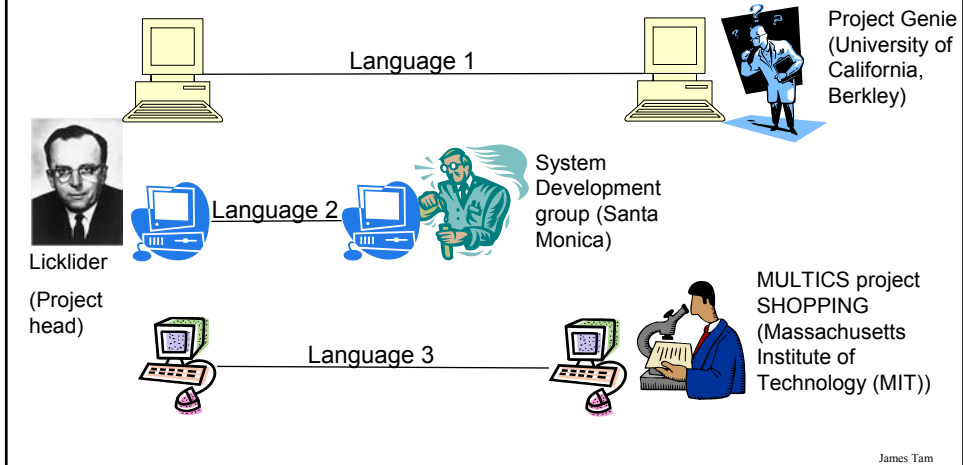 Language 1
Project Genie
(University of
California,
Berkley)
Licklider
(Project
head)
Language 2
System
Development
group (Santa
Monica)
Language 3
MULTICS project
SHOPPING
(Massachusetts
Institute of
Technology (MIT))
James Tam